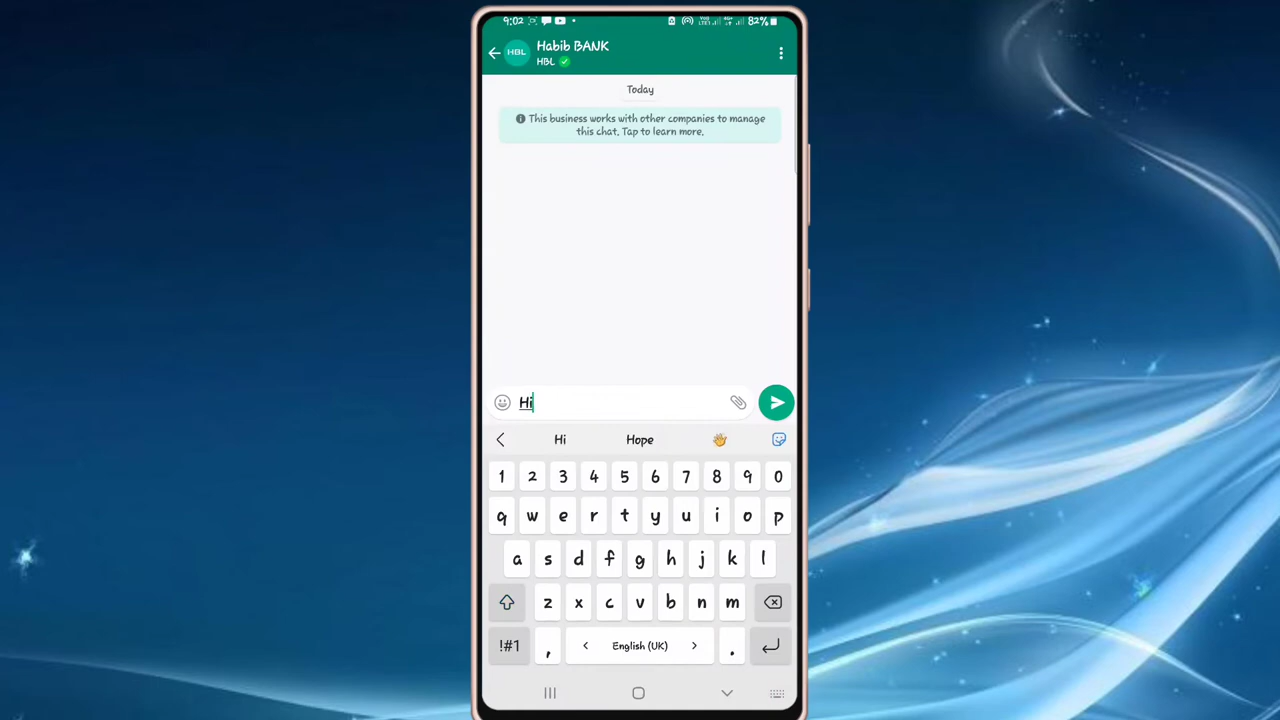 9:02 82%
HBL
Habib BANK
HBL
Today
This business works with other companies to manage
this chat. Tap to learn more.
Hi
Hi Hope
1 2 3 4 5 6 7 8 9 0
q w e r t y u i o p
a s d f g h j k l
z x c v b n m
!#1 , < English (UK) > .